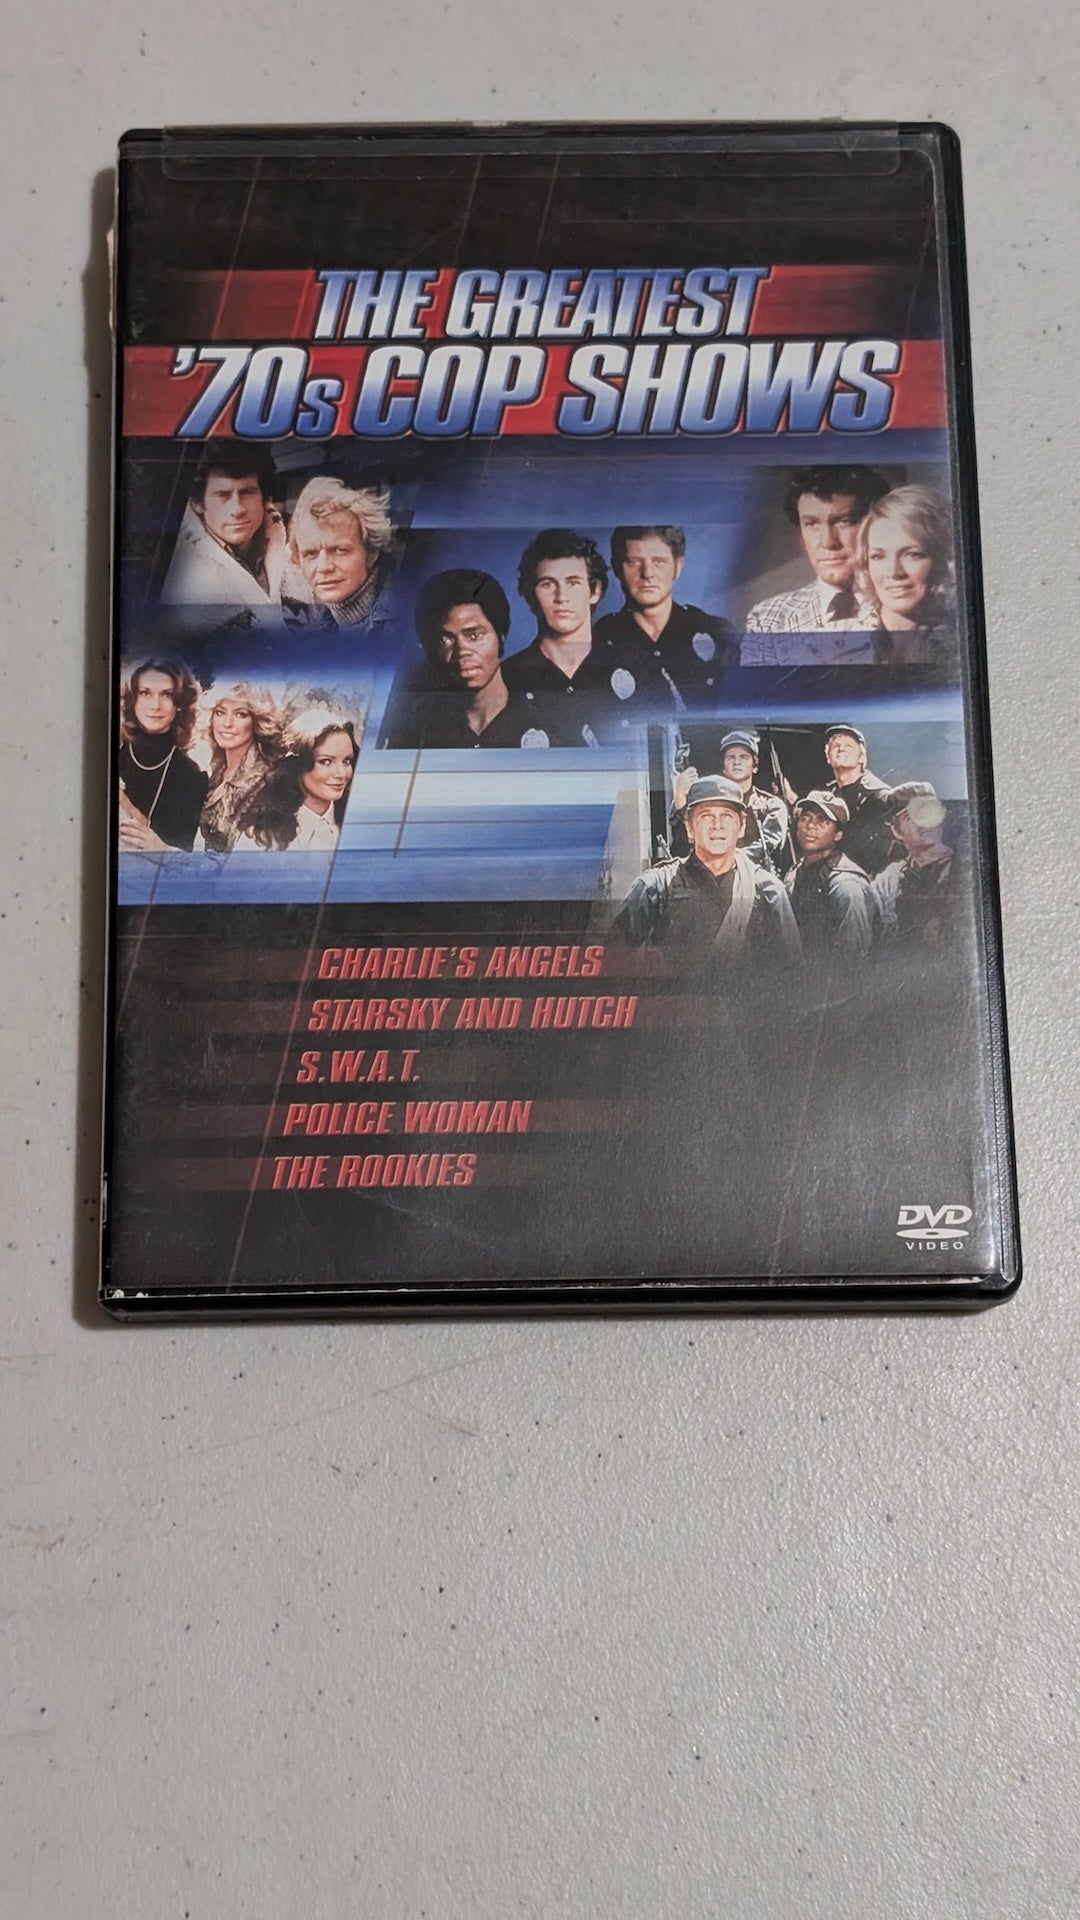 THE GREATEST
'70s COP SHOWS
CHARLIE'S ANGELS
STARSKY AND HUTCH
S.W.A.T.
POLICE WOMAN
THE ROOKIES
DVD
VIDEO